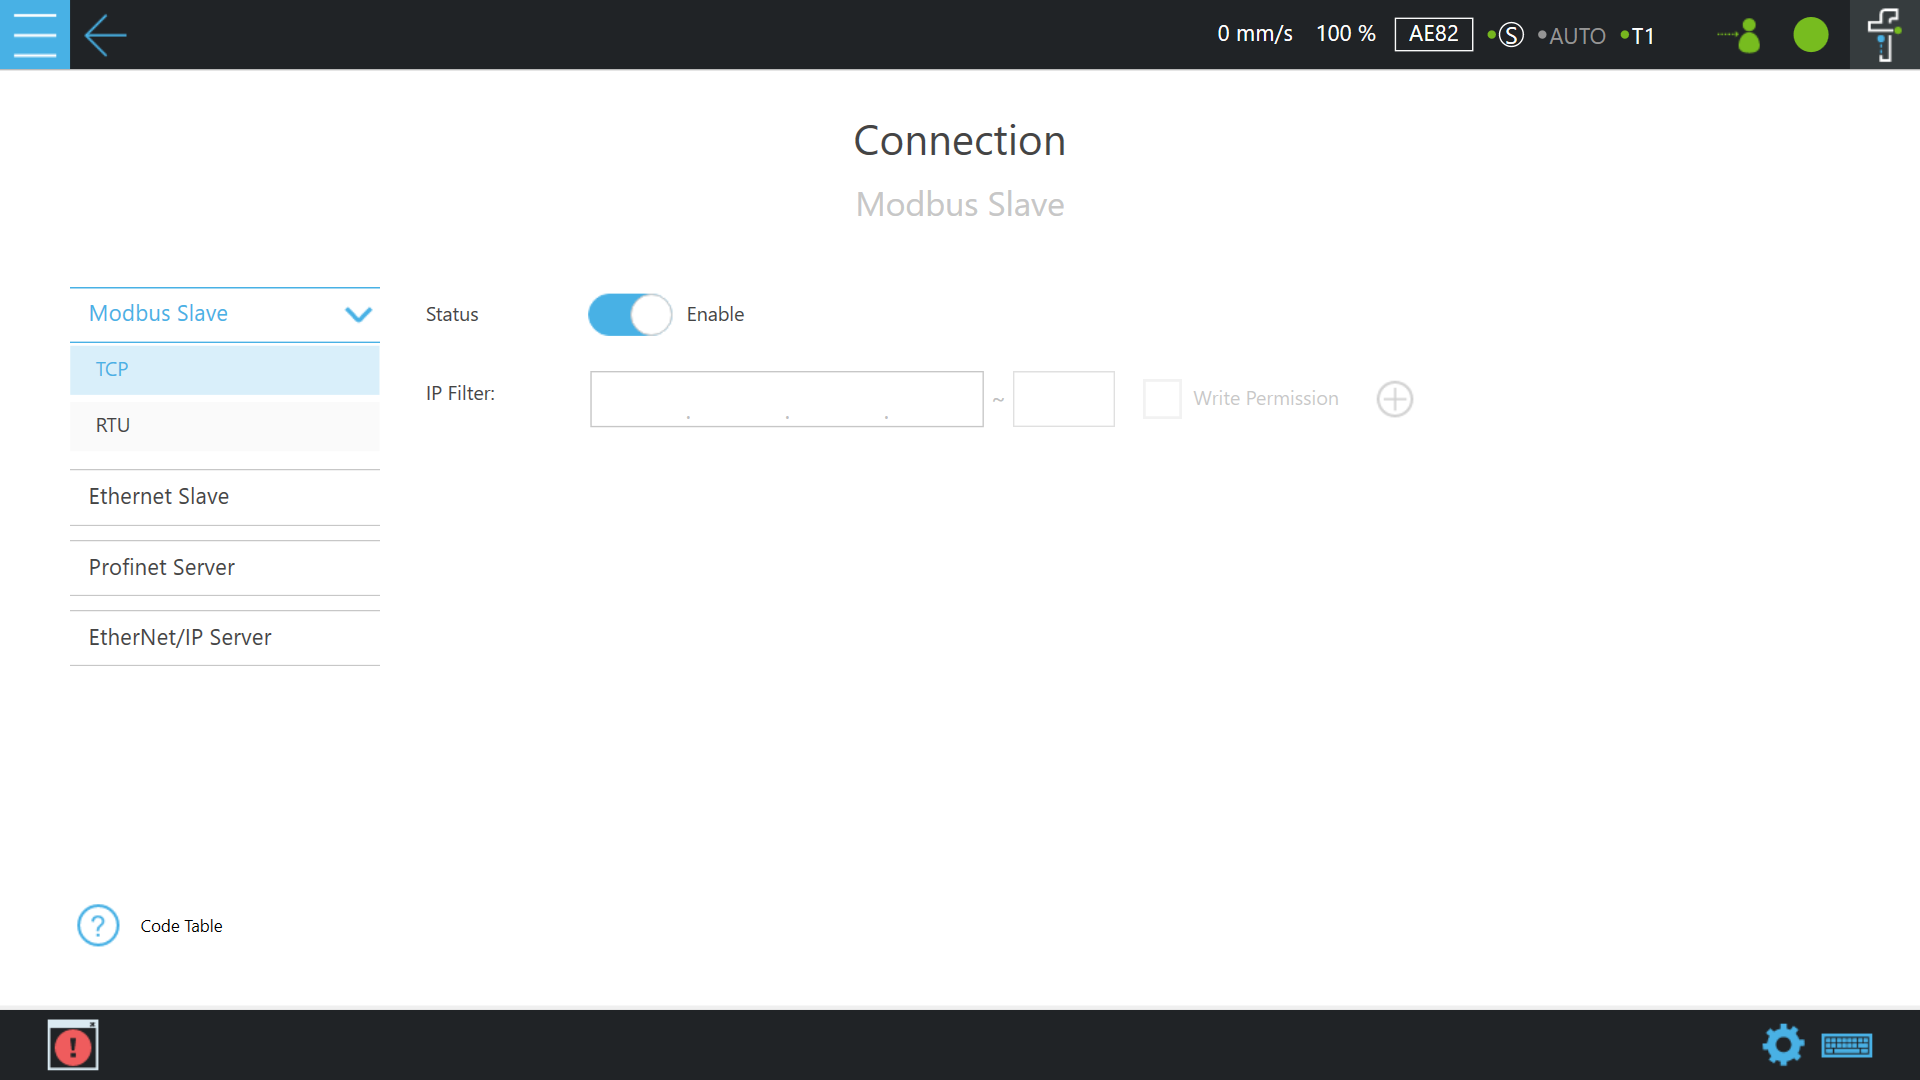 0 mm/s 100 % AE82 S AUTO T1
Connection
Modbus Slave
Modbus Slave
TCP
RTU
Ethernet Slave
Profinet Server
EtherNet/IP Server
Status Enable
IP Filter: . . . ~ Write Permission
? Code Table
!